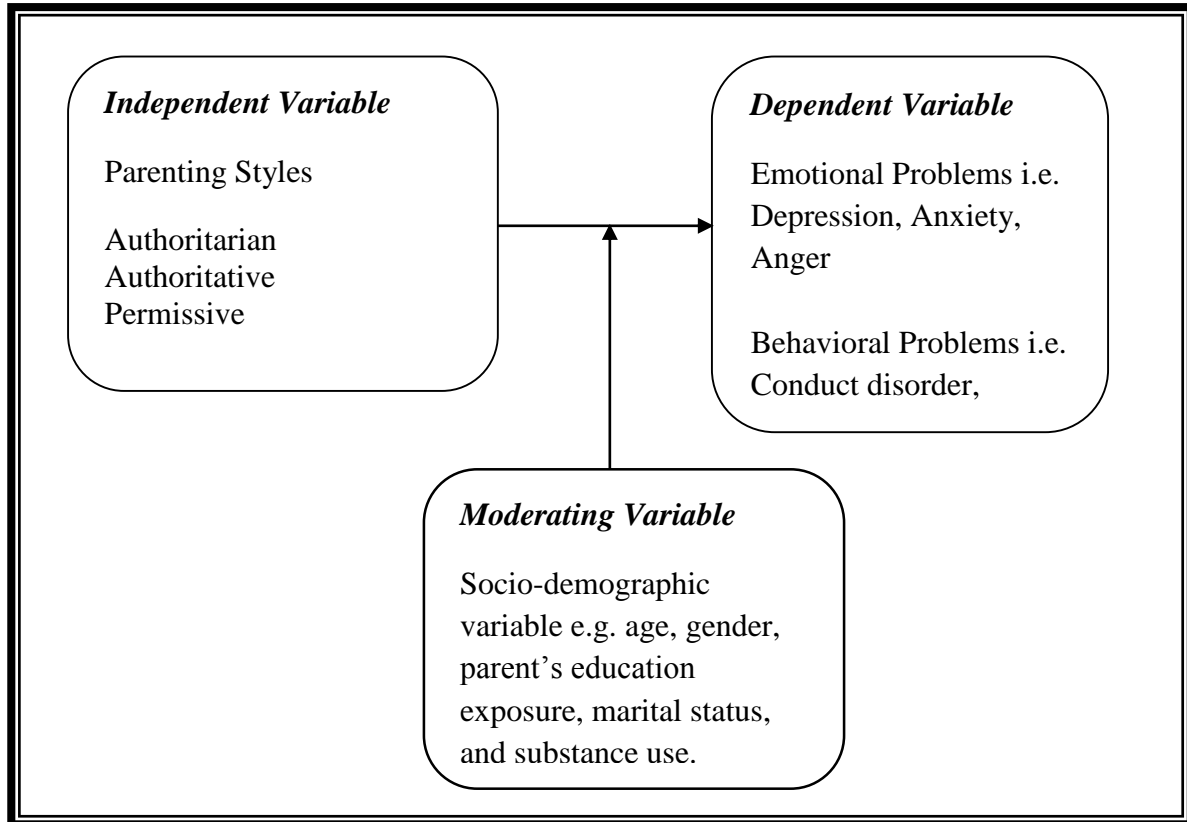 Independent Variable
Parenting Styles
Authoritarian
Authoritative
Permissive
Dependent Variable
Emotional Problems i.e.
Depression, Anxiety,
Anger
Behavioral Problems i.e.
Conduct disorder,
Moderating Variable
Socio-demographic
variable e.g. age, gender,
parent’s education
exposure, marital status,
and substance use.